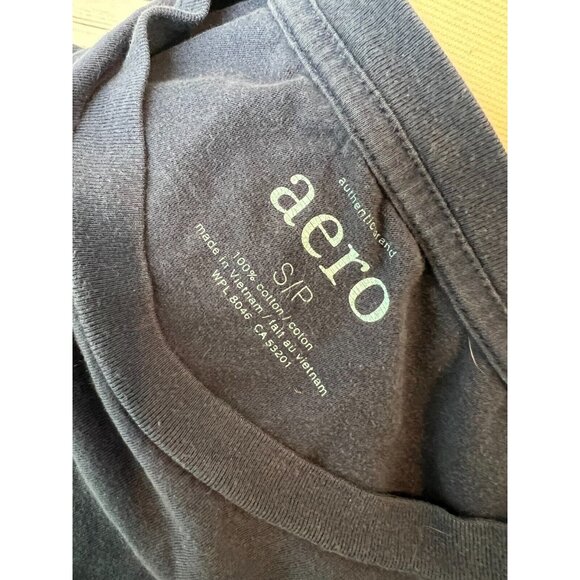 authentic brand
aero
S/P
100% cotton/coton
made in Vietnam / fait au vietnam
WPL 8046 CA 53201